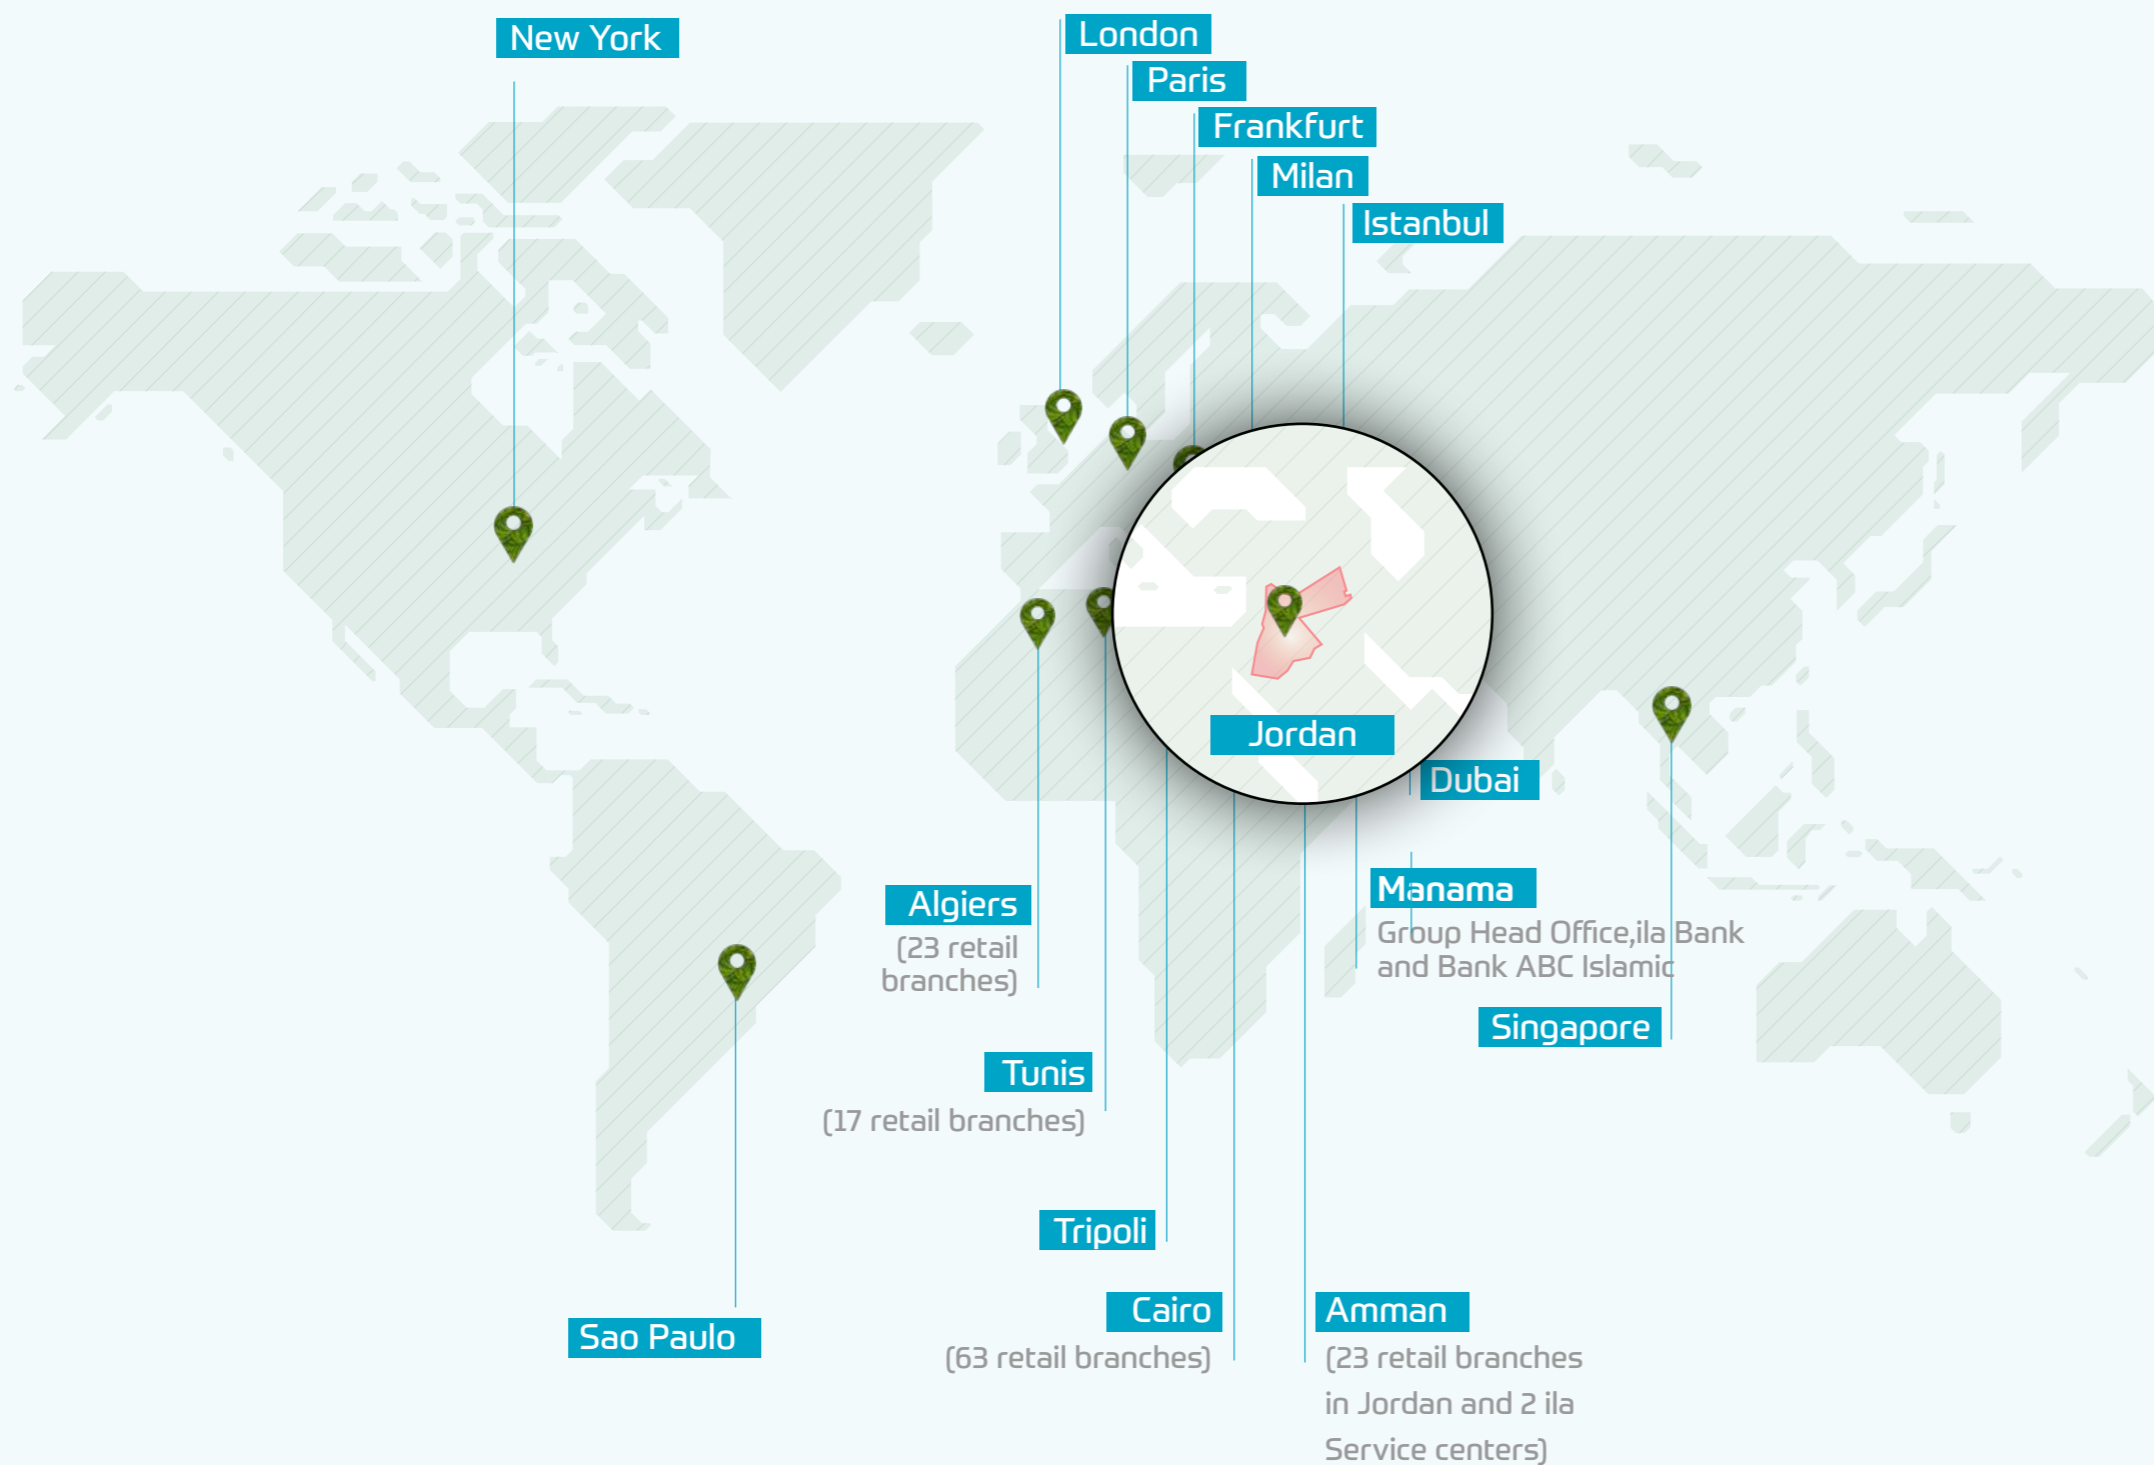 New York
London
Paris
Frankfurt
Milan
Istanbul
Jordan
Dubai
Algiers
(23 retail
branches)
Manama
Group Head Office,ila Bank
and Bank ABC Islamic
Singapore
Tunis
(17 retail branches)
Tripoli
Sao Paulo
Cairo
(63 retail branches)
Amman
(23 retail branches
in Jordan and 2 ila
Service centers)